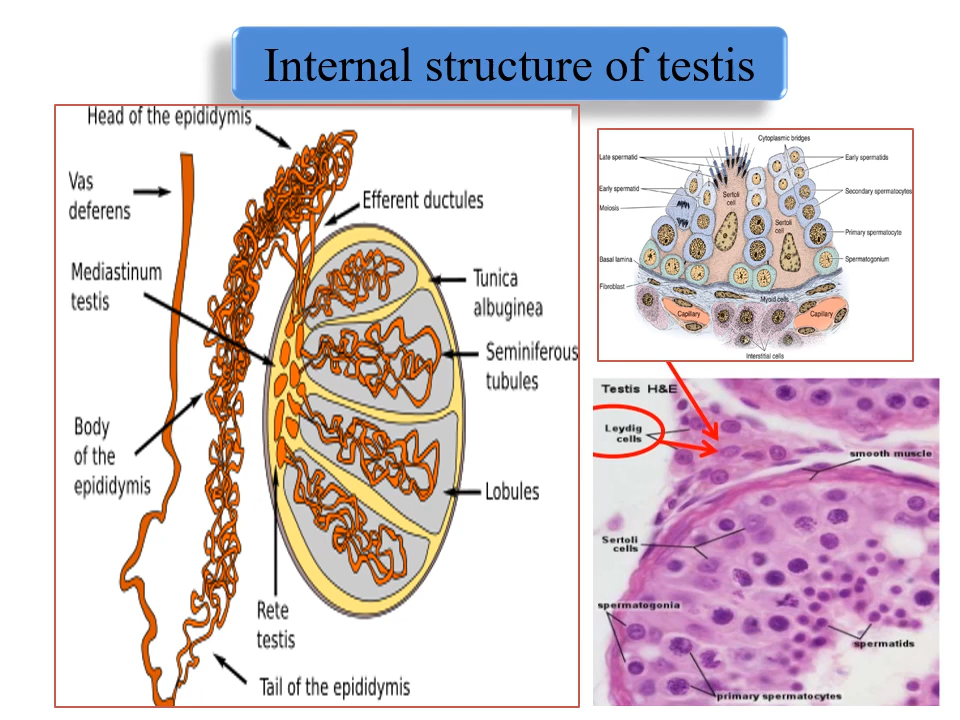 Internal structure of testis
Head of the epididymis
Vas
deferens
Efferent ductules
Mediastinum
testis
Tunica
albuginea
Seminiferous
tubules
Body
of the
epididymis
Lobules
Rete
testis
Tail of the epididymis
Cytoplasmic bridges
Late spermatid
Early spermatids
Early spermatid
Sertoli
cell
Secondary spermatocytes
Meiosis
Sertoli
cell
Primary spermatocyte
Basal lamina
Spermatogonium
Fibroblast
Myoid cells
Capillary
Capillary
Interstitial cells
Testis H&E
Leydig
cells
smooth muscle
Sertoli
cells
spermatogonia
spermatids
primary spermatocytes